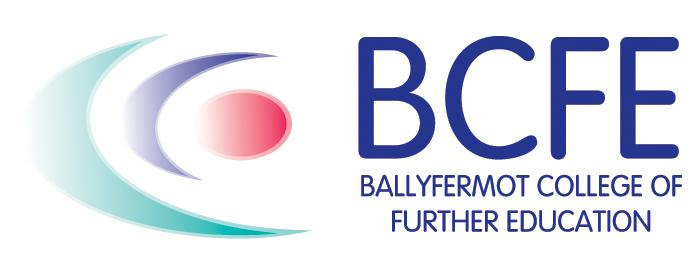 BCFE
BALLYFERMOT COLLEGE OF
FURTHER EDUCATION